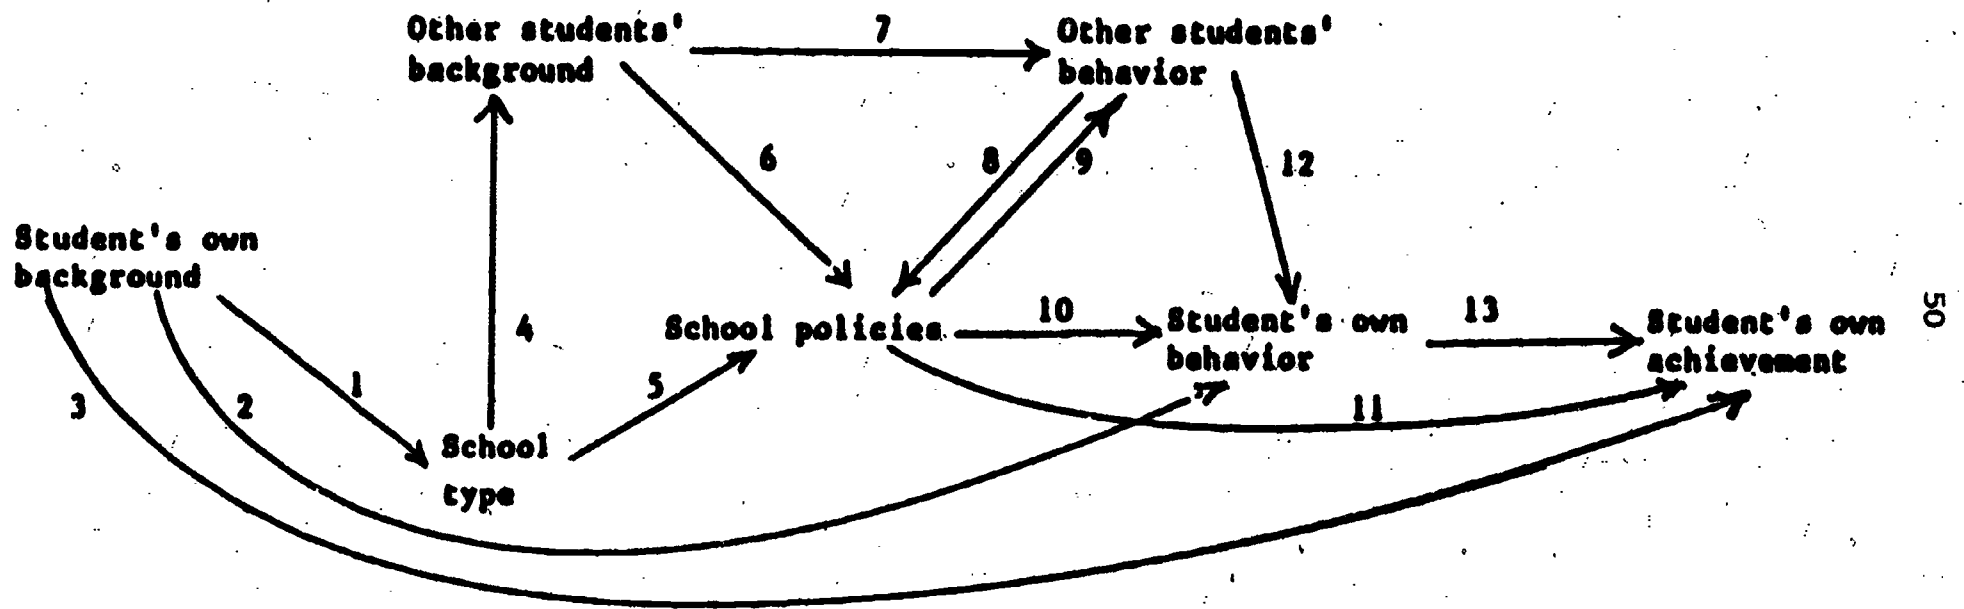 Other students'
background
7
Other students'
behavior
6
8
9
12
Student's own
background
4
School policies
10
Student's own
behavior
13
Student's own
achievement
50
3
2
1
5
11
School
type